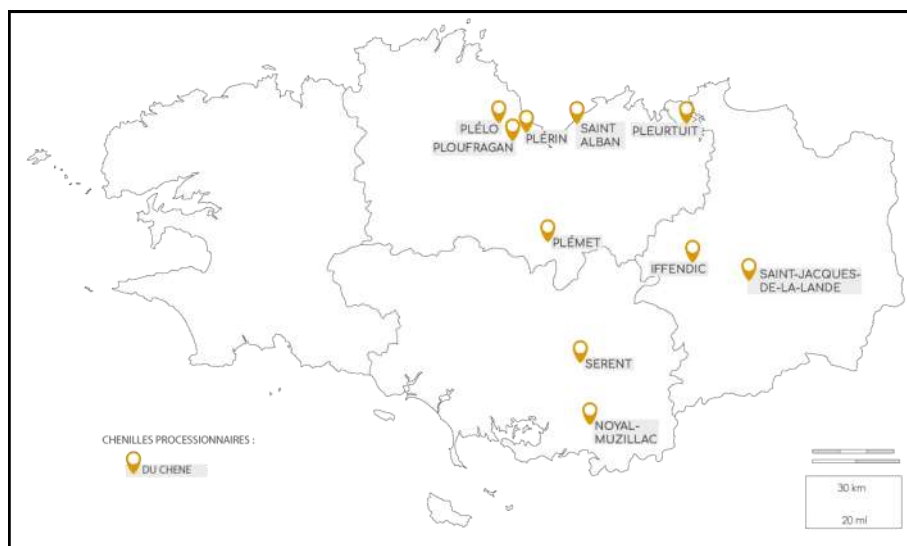 PLÉLO
PLOUFRAGAN
PLÉRIN
SAINT
ALBAN
PLEURTUIT
PLÉMET
IFFENDIC
SAINT-JACQUES-
DE-LA-LANDE
SERENT
NOYAL-
MUZILLAC
CHENILLES PROCESSIONNAIRES :
DU CHENE
30 km
20 ml